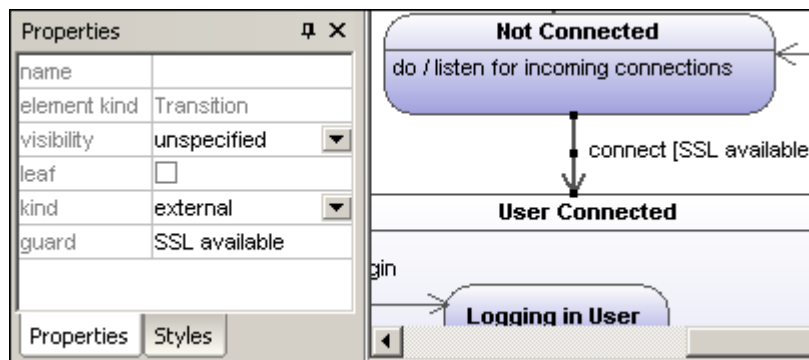 Properties
name
element kind Transition
visibility unspecified
leaf
kind external
guard SSL available
Properties Styles
Not Connected
do / listen for incoming connections
connect [SSL available
User Connected
gin
Logging in User